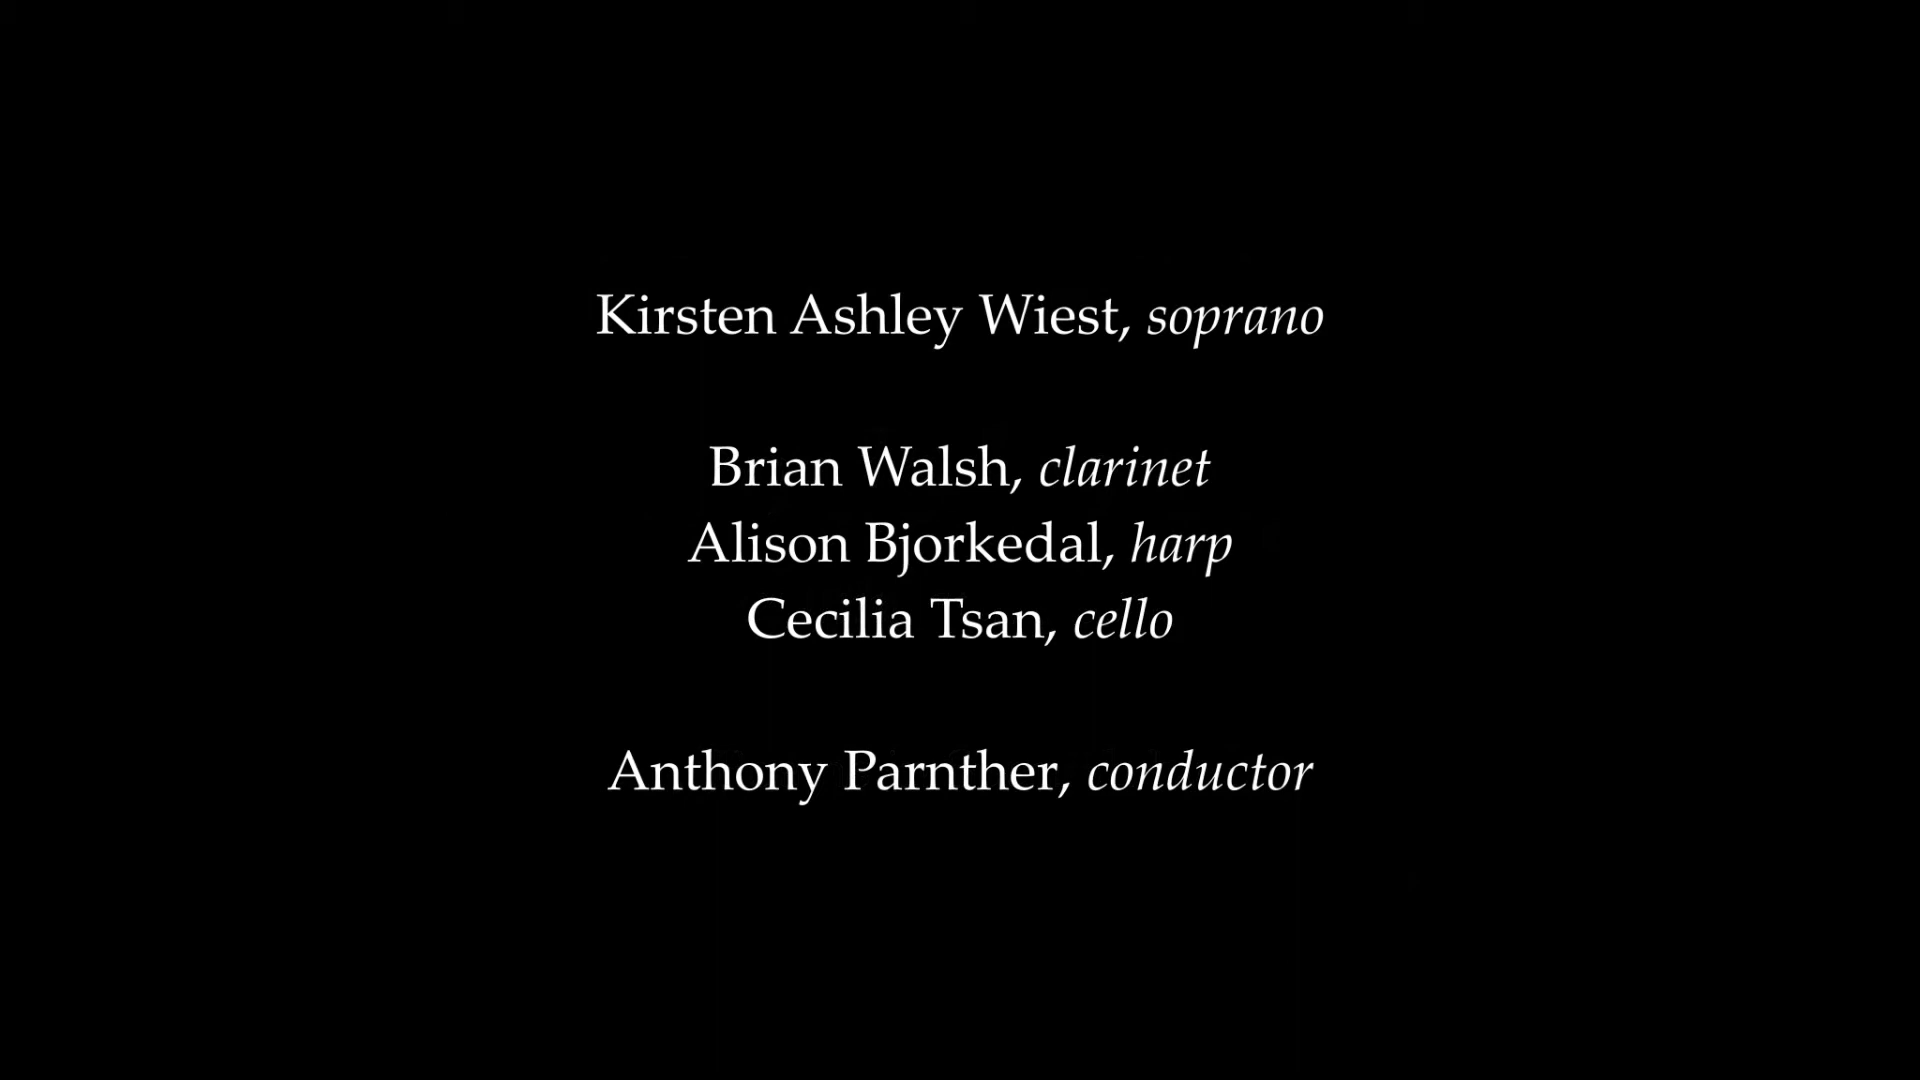 Kirsten Ashley Wiest, soprano
Brian Walsh, clarinet
Alison Bjorkedal, harp
Cecilia Tsan, cello
Anthony Parnther, conductor